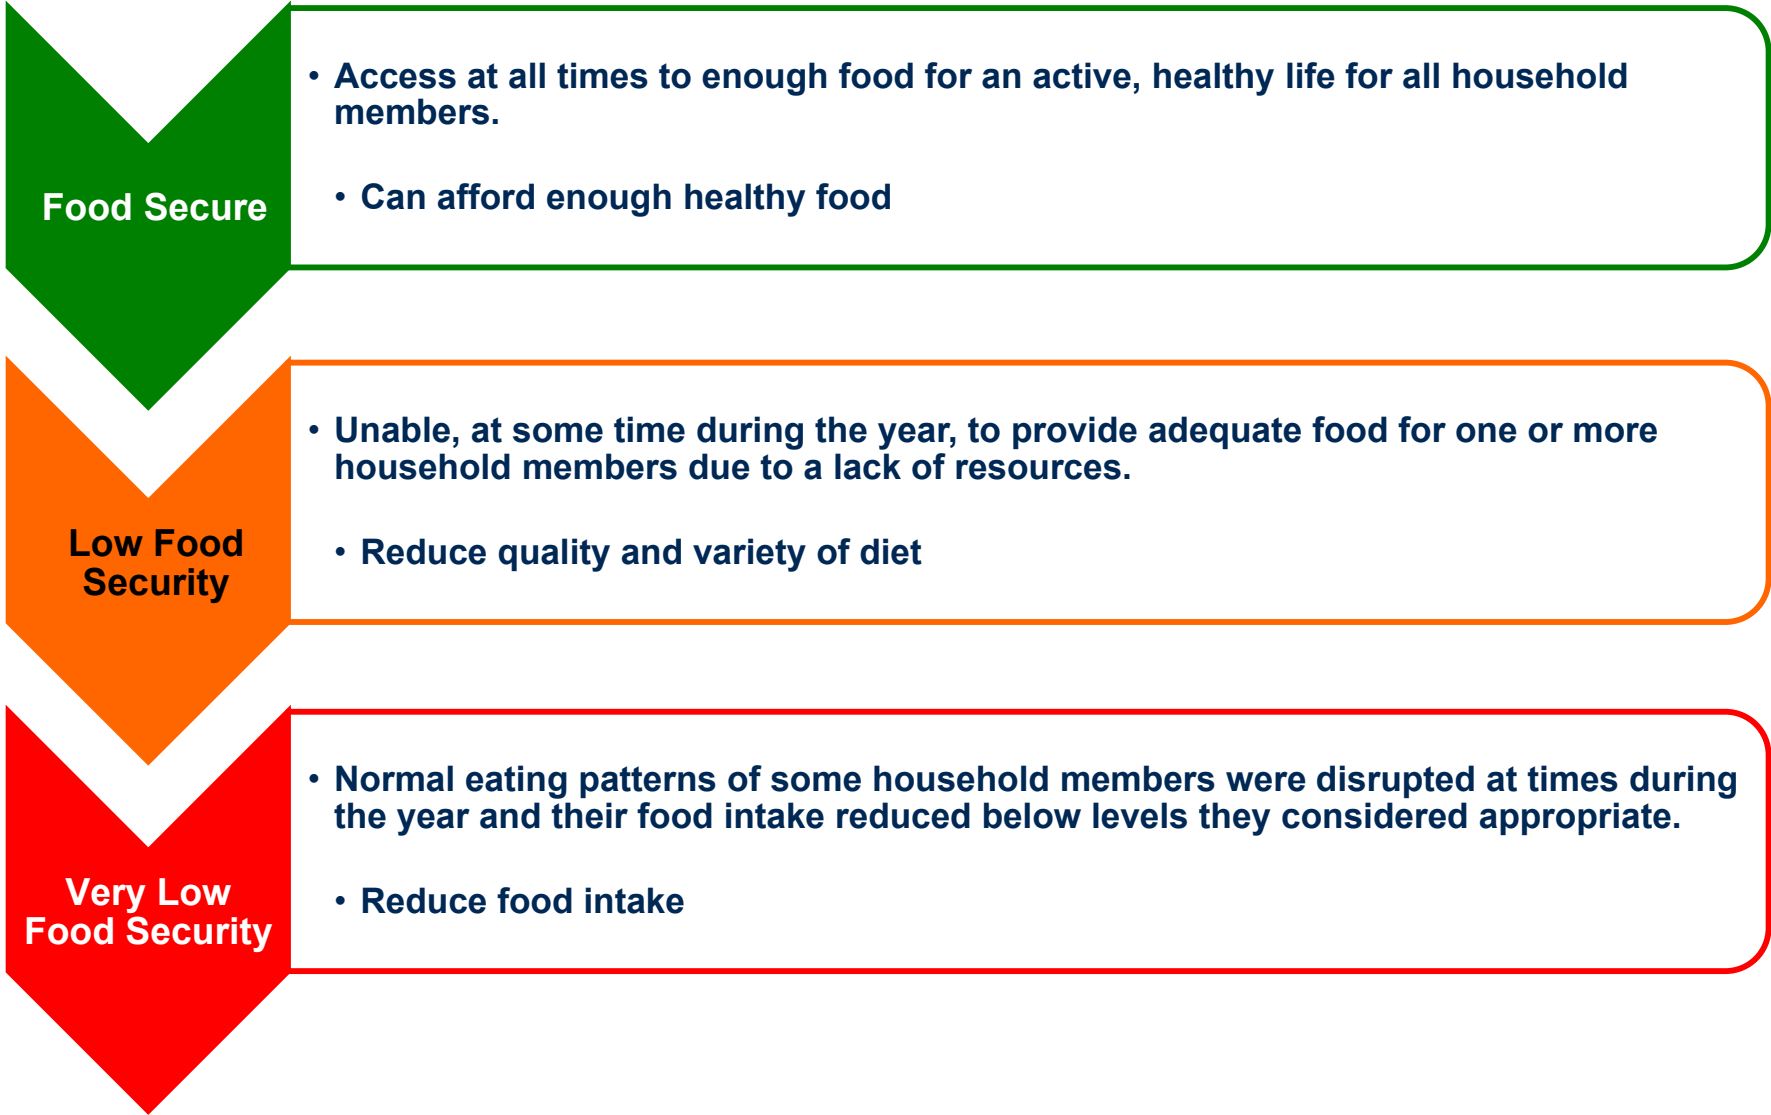 Food Secure
• Access at all times to enough food for an active, healthy life for all household
members.
• Can afford enough healthy food
Low Food
Security
• Unable, at some time during the year, to provide adequate food for one or more
household members due to a lack of resources.
• Reduce quality and variety of diet
Very Low
Food Security
• Normal eating patterns of some household members were disrupted at times during
the year and their food intake reduced below levels they considered appropriate.
• Reduce food intake